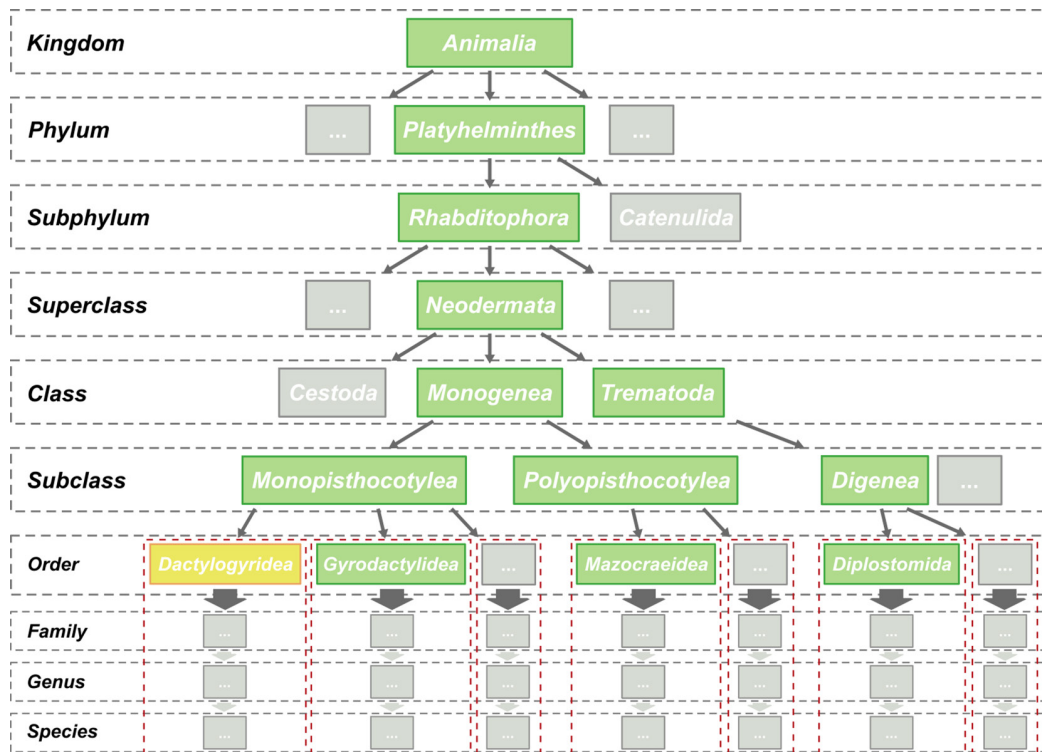 Kingdom Animalia
Phylum ... Platyhelminthes ...
Subphylum Rhabditophora Catenulida
Superclass ... Neodermata ...
Class Cestoda Monogenea Trematoda
Subclass Monopisthocotylea Polyopisthocotylea Digenea ...
Order Dactylogyridea Gyrodactylidea ... Mazocraeidea ... Diplostomida ...
Family ... ... ... ... ... ... ...
Genus ... ... ... ... ... ... ...
Species ... ... ... ... ... ... ...